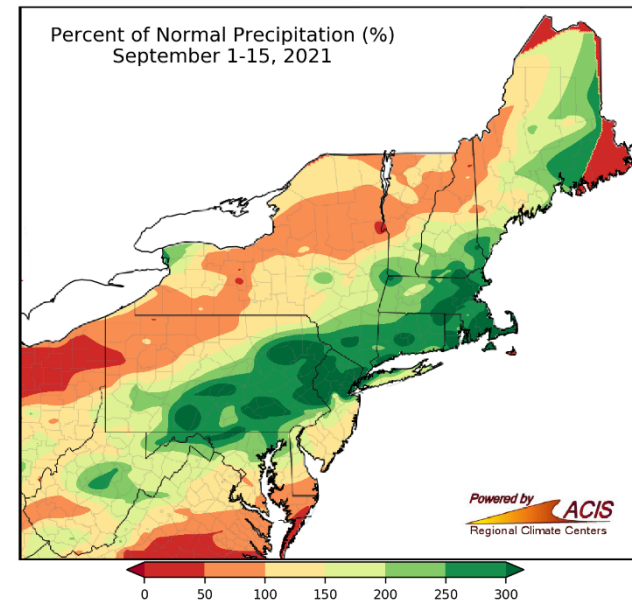 Percent of Normal Precipitation (%)
September 1-15, 2021
Powered by
ACIS
Regional Climate Centers
0 50 100 150 200 250 300